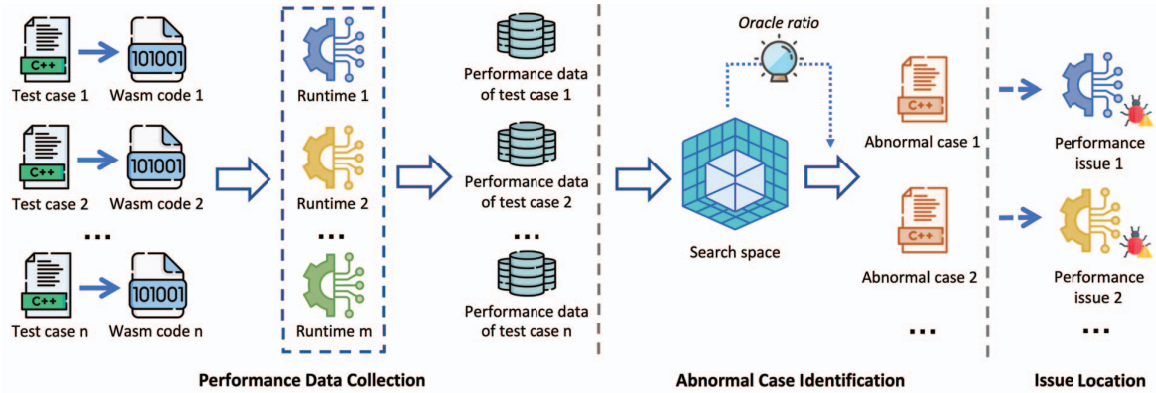 Oracle ratio
C++
101001
Test case 1
Wasm code 1
Runtime 1
Performance data
of test case 1
C++
Abnormal case 1
Performance
issue 1
C++
101001
Test case 2
Wasm code 2
Runtime 2
Performance data
of test case 2
Search space
C++
Abnormal case 2
Performance
issue 2
...
...
...
C++
101001
Test case n
Wasm code n
Runtime m
Performance data
of test case n
...
...
Performance Data Collection
Abnormal Case Identification
Issue Location